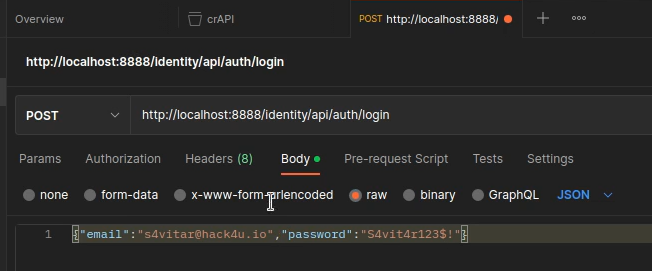 Overview crAPI POST http://localhost:8888/
http://localhost:8888/identity/api/auth/login
POST http://localhost:8888/identity/api/auth/login
Params Authorization Headers (8) Body Pre-request Script Tests Settings
none form-data x-www-form-urlencoded raw binary GraphQL JSON
1 {"email":"s4vitar@hack4u.io","password":"S4vit4r123$!"}